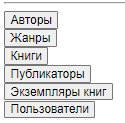 Авторы
Жанры
Книги
Публикаторы
Экземпляры книг
Пользователи